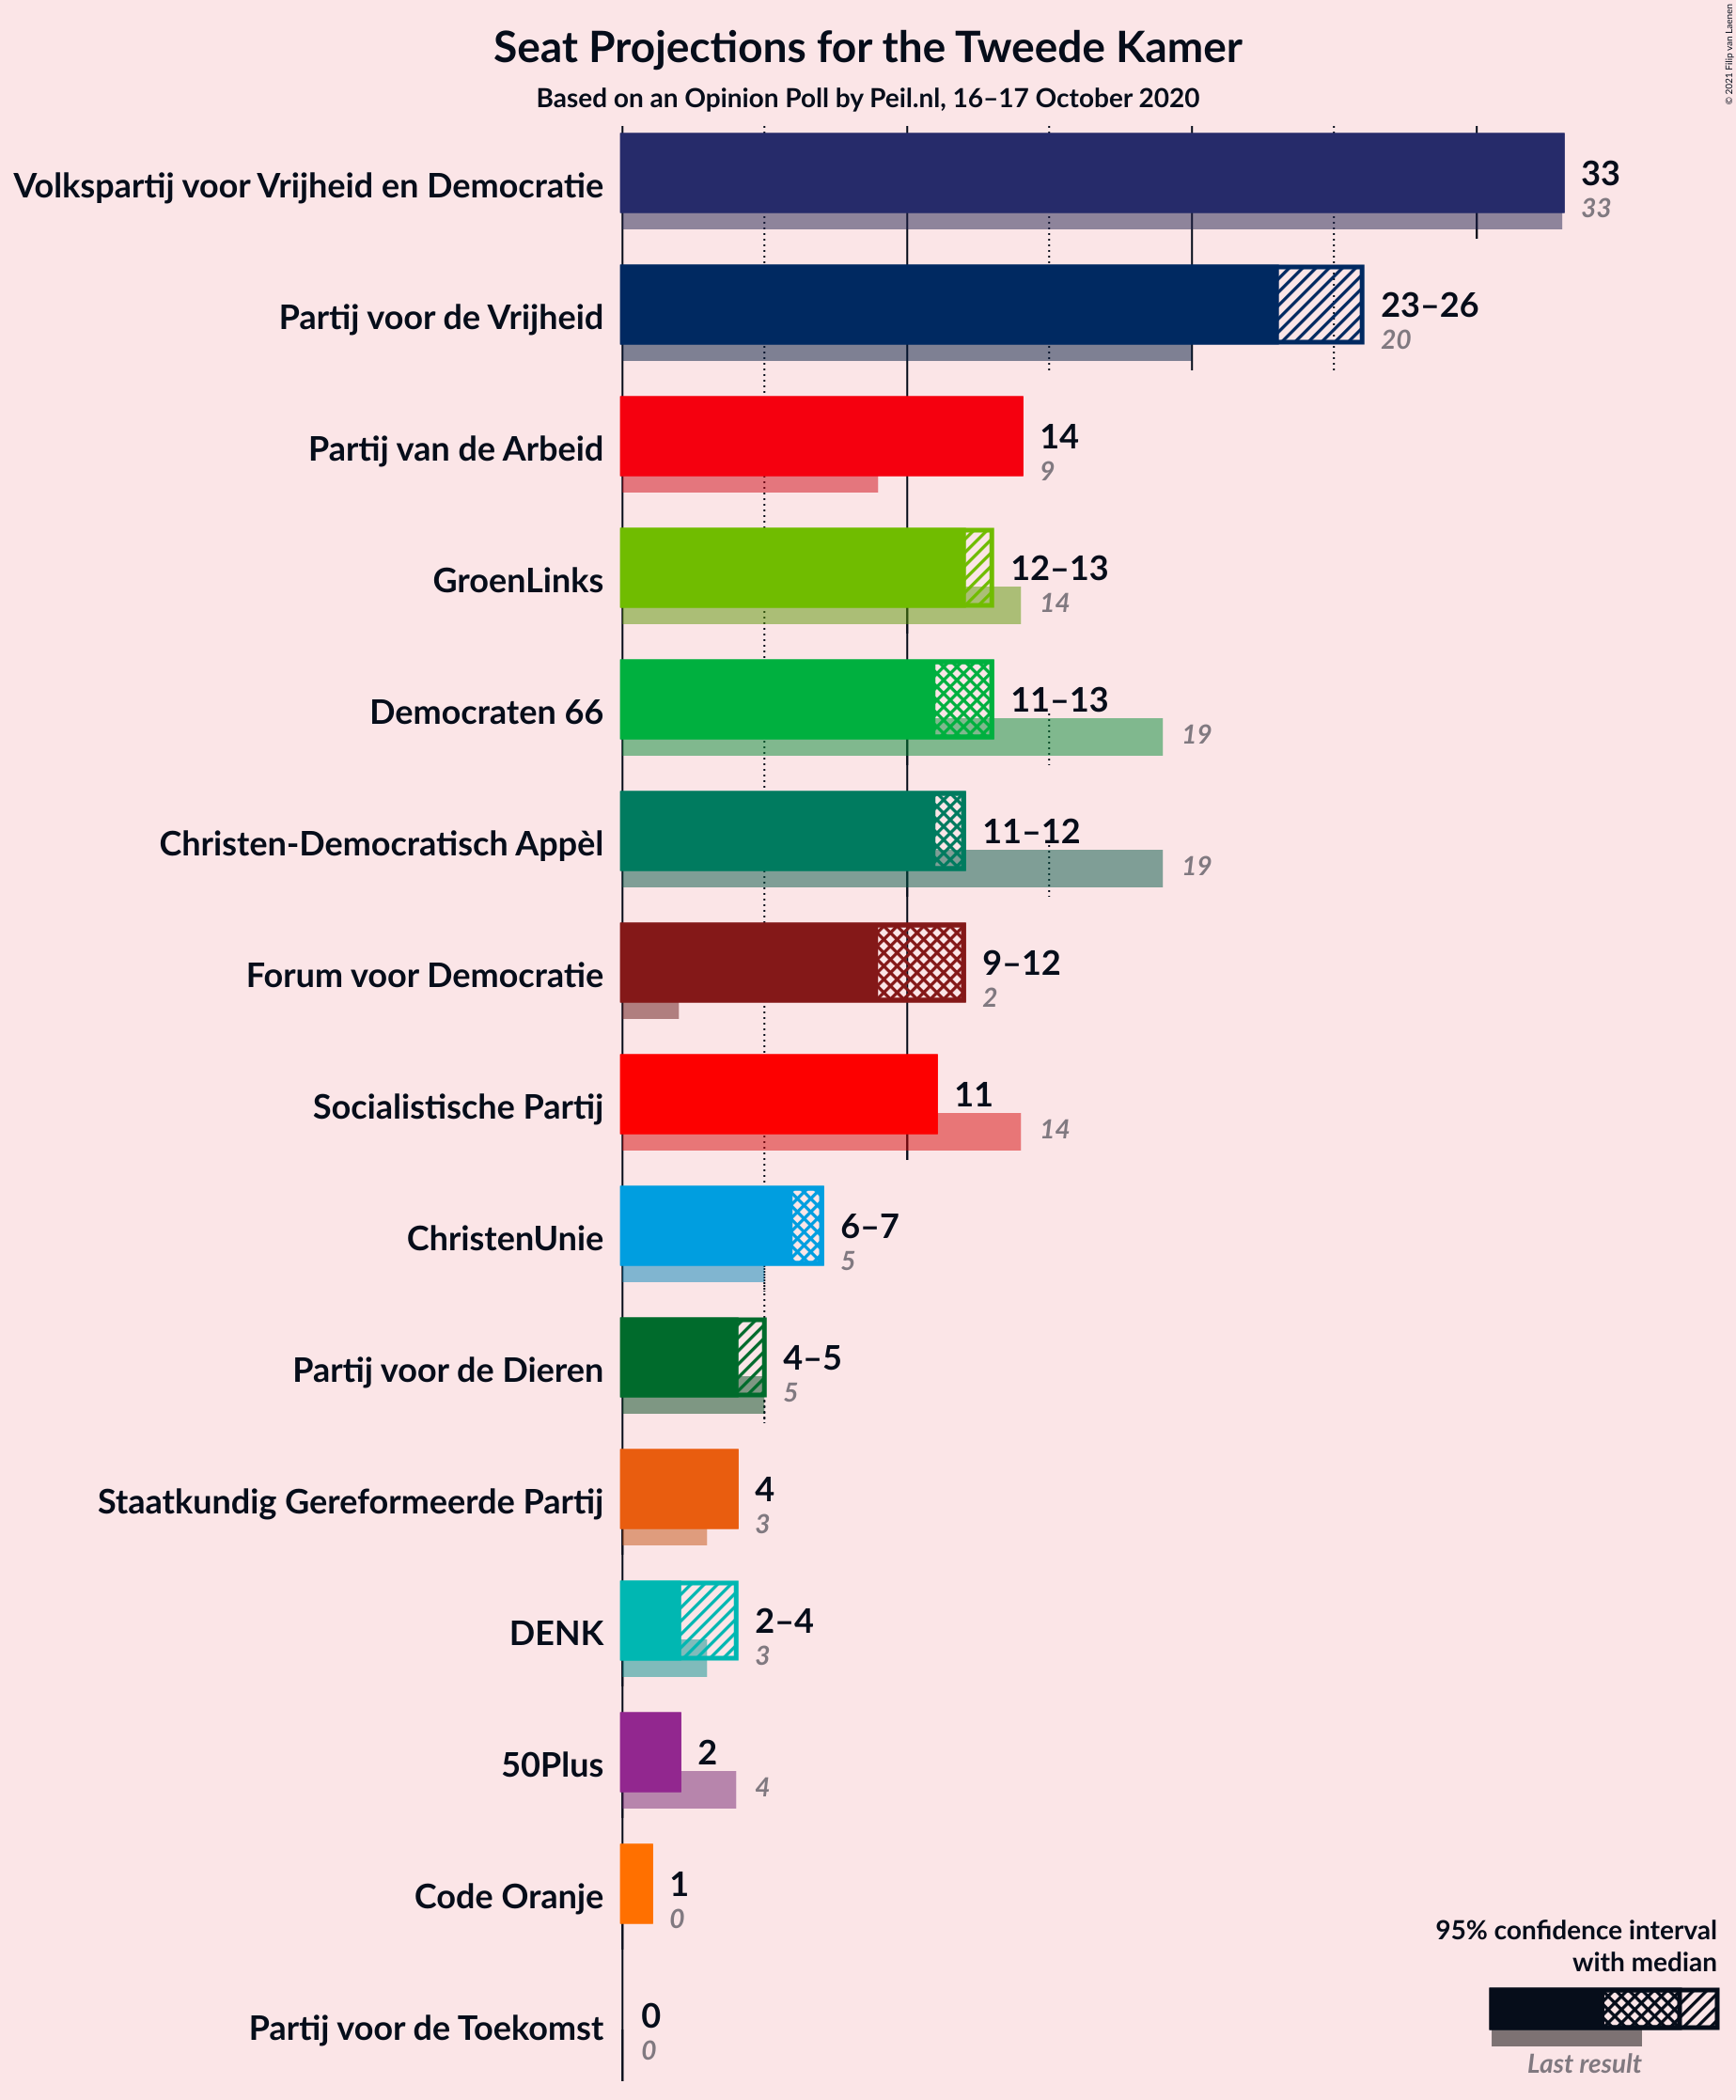 Seat Projections for the Tweede Kamer
Based on an Opinion Poll by Peil.nl, 16–17 October 2020
© 2021 Filip van Laenen
Volkspartij voor Vrijheid en Democratie
33
33
Partij voor de Vrijheid
23–26
20
Partij van de Arbeid
14
9
GroenLinks
12–13
14
Democraten 66
11–13
19
Christen-Democratisch Appèl
11–12
19
Forum voor Democratie
9–12
2
Socialistische Partij
11
14
ChristenUnie
6–7
5
Partij voor de Dieren
4–5
5
Staatkundig Gereformeerde Partij
4
3
DENK
2–4
3
50Plus
2
4
Code Oranje
1
0
Partij voor de Toekomst
0
0
95% confidence interval
with median
Last result